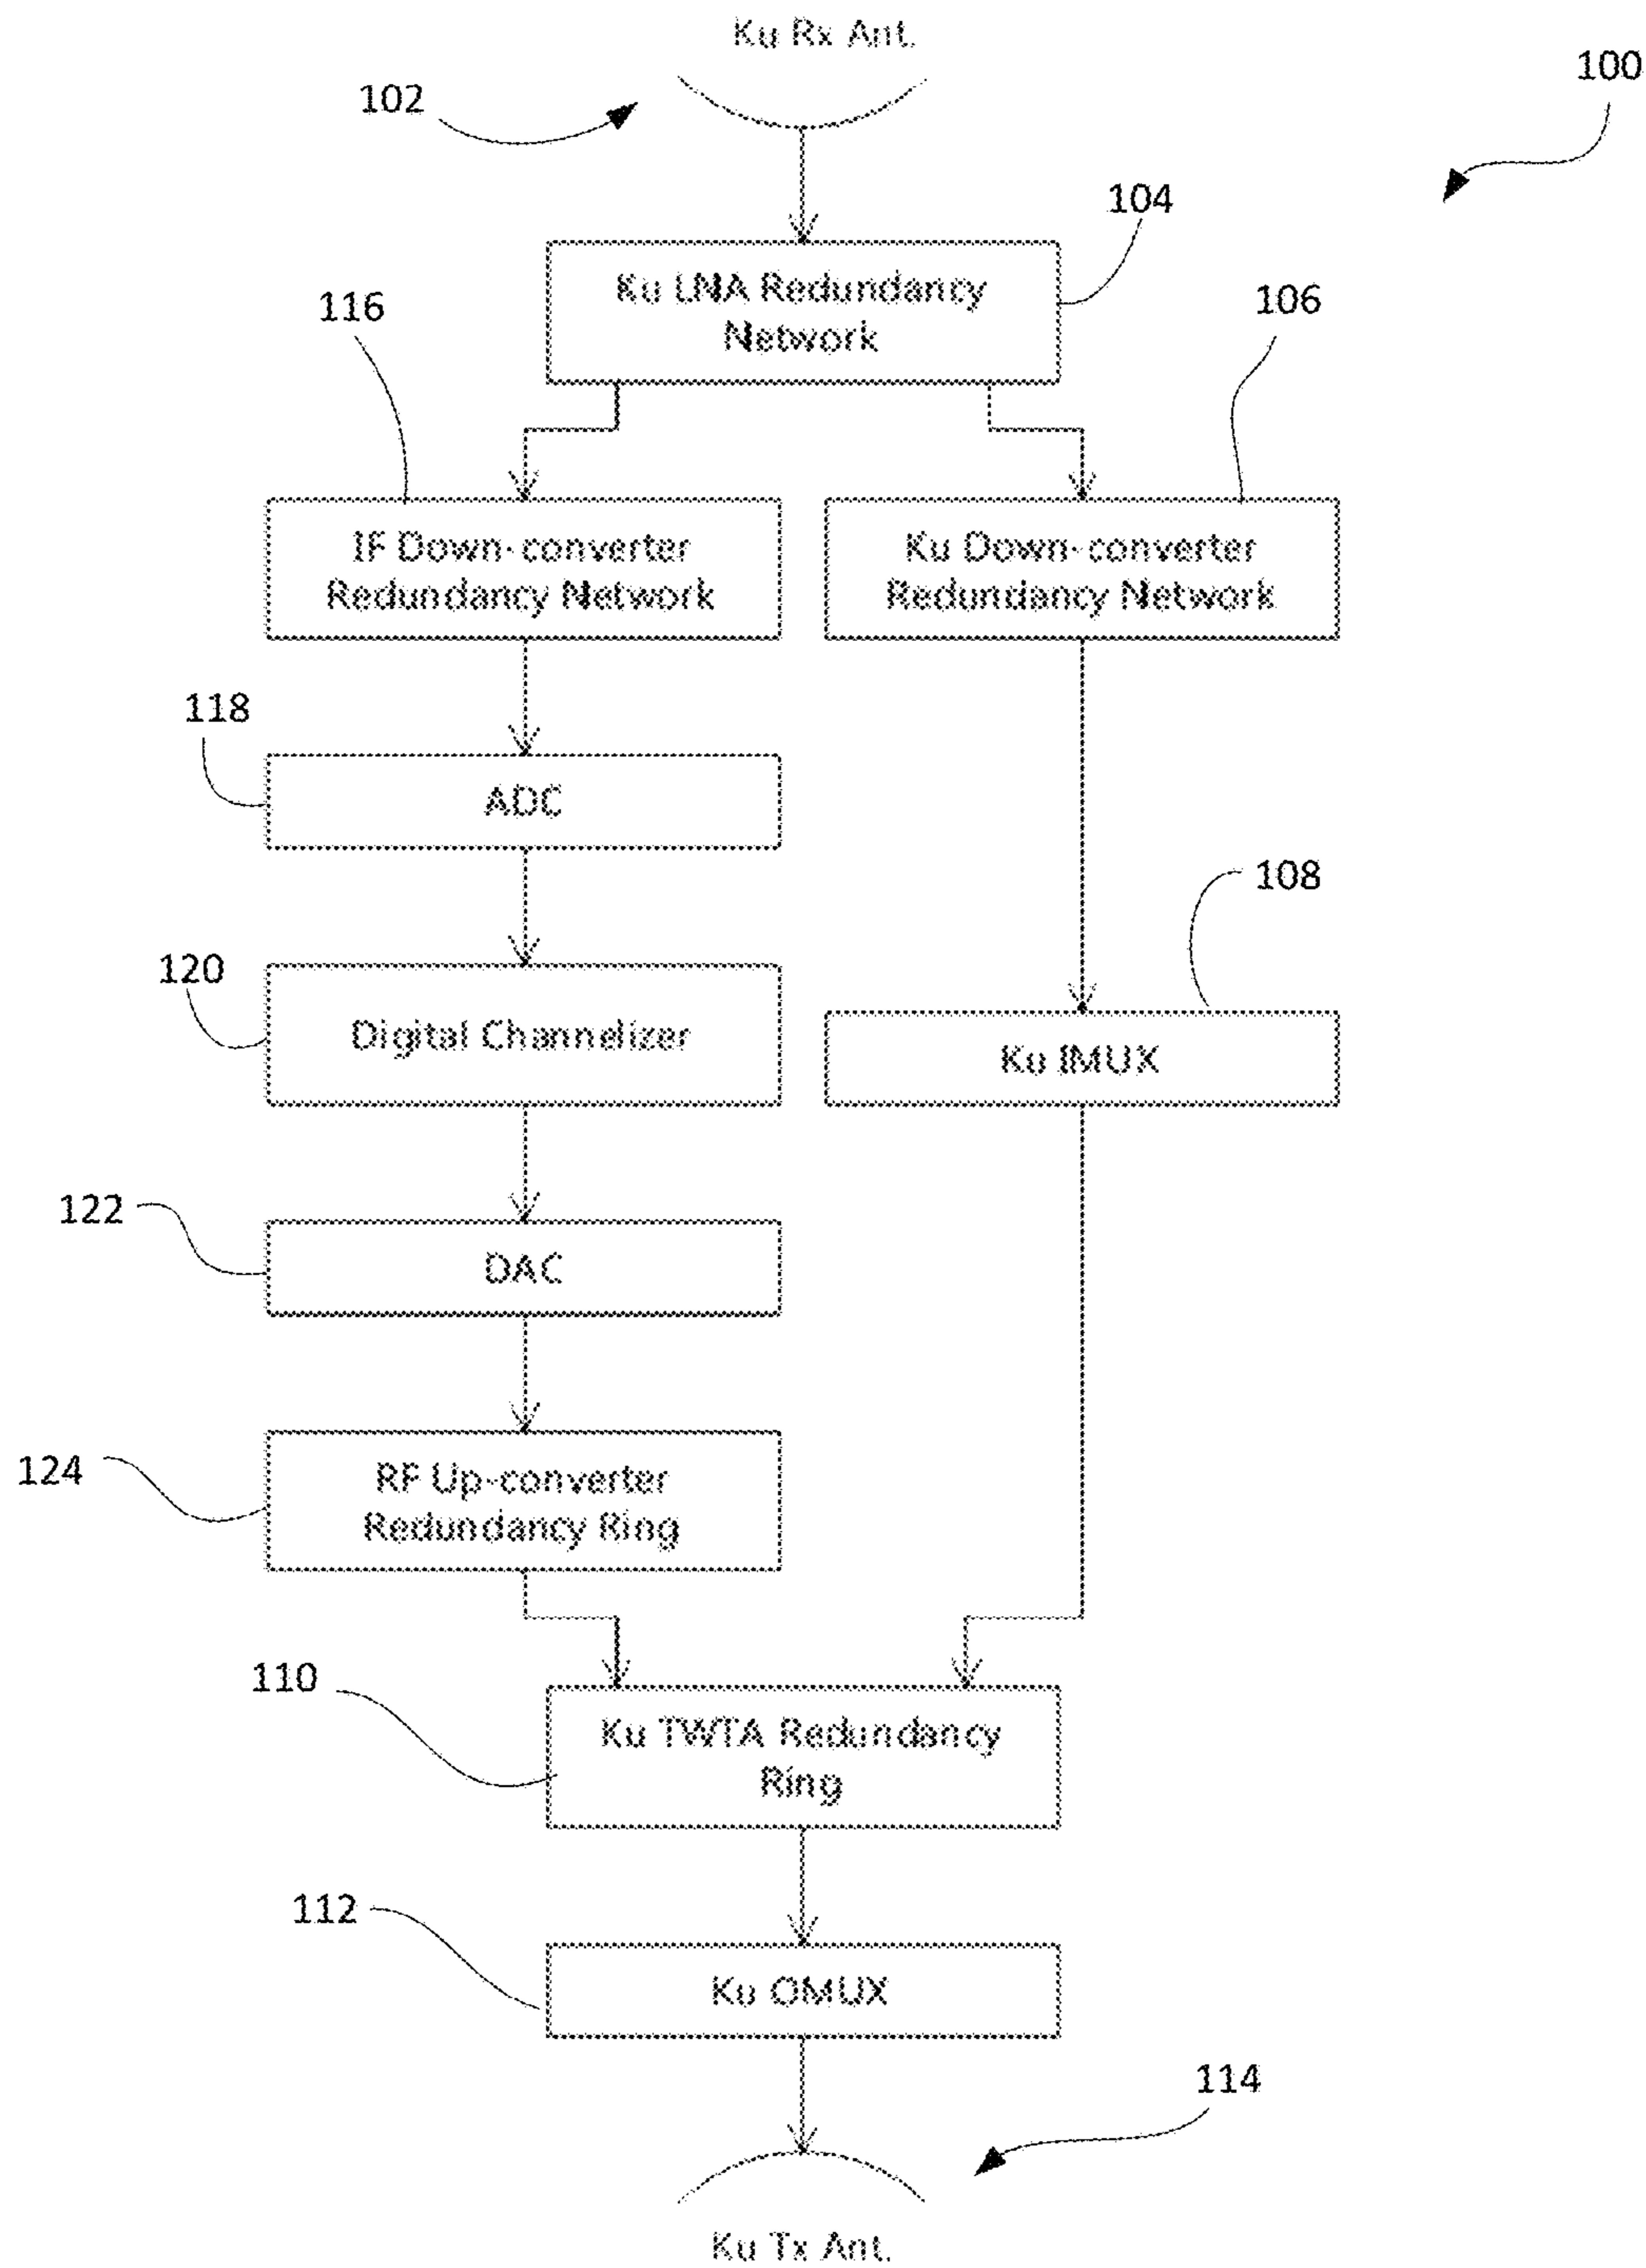 Ku Rx Ant.
102
100
104
Ku LNA Redundancy
Network
116
106
IF Down-converter
Redundancy Network
Ku Down-converter
Redundancy Network
118
ADC
108
120
Digital Channelizer
Ku IMUX
122
DAC
124
RF Up-converter
Redundancy Ring
110
Ku TWTA Redundancy
Ring
112
Ku OMUX
114
Ku Tx Ant.